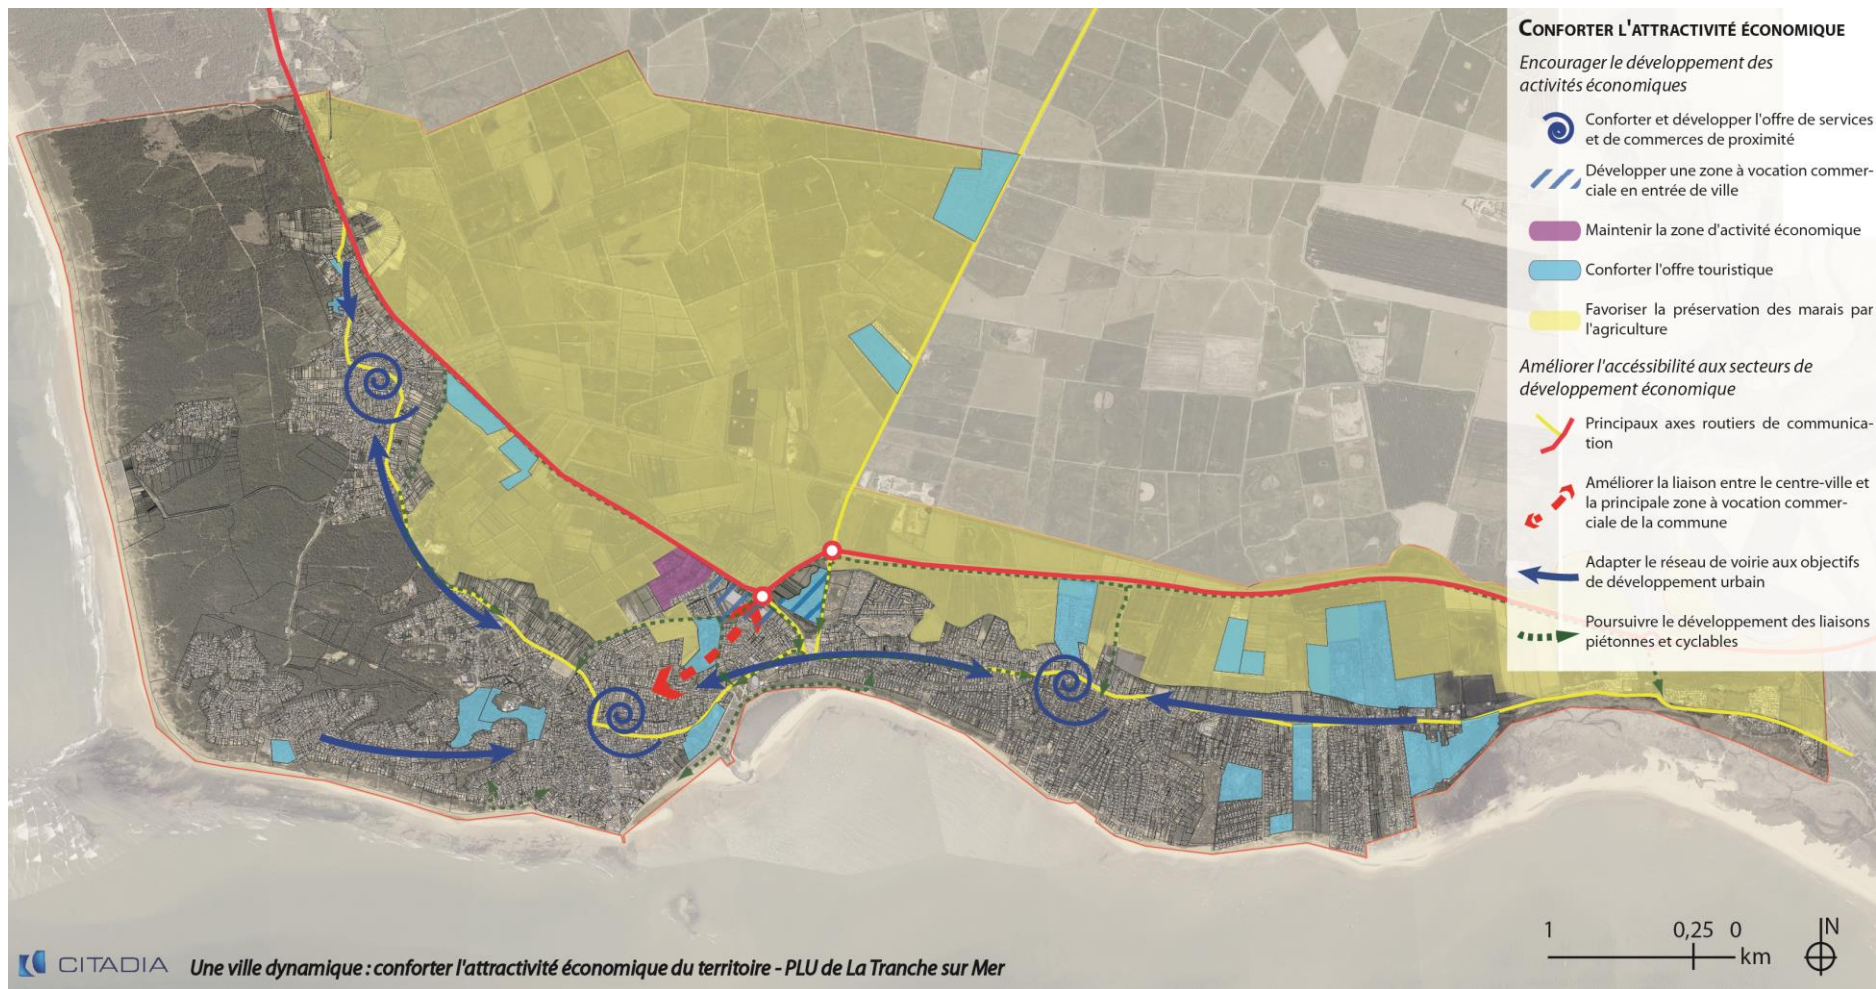 CONFORTER L'ATTRACTIVITÉ ÉCONOMIQUE
Encourager le développement des
activités économiques
Conforter et développer l'offre de services
et de commerces de proximité
Développer une zone à vocation commer-
ciale en entrée de ville
Maintenir la zone d'activité économique
Conforter l'offre touristique
Favoriser la préservation des marais par
l'agriculture
Améliorer l'accéssibilité aux secteurs de
développement économique
Principaux axes routiers de communica-
tion
Améliorer la liaison entre le centre-ville et
la principale zone à vocation commer-
ciale de la commune
Adapter le réseau de voirie aux objectifs
de développement urbain
Poursuivre le développement des liaisons
piétonnes et cyclables
1 0,25 0
km
N
CITADIA
Une ville dynamique : conforter l'attractivité économique du territoire - PLU de La Tranche sur Mer